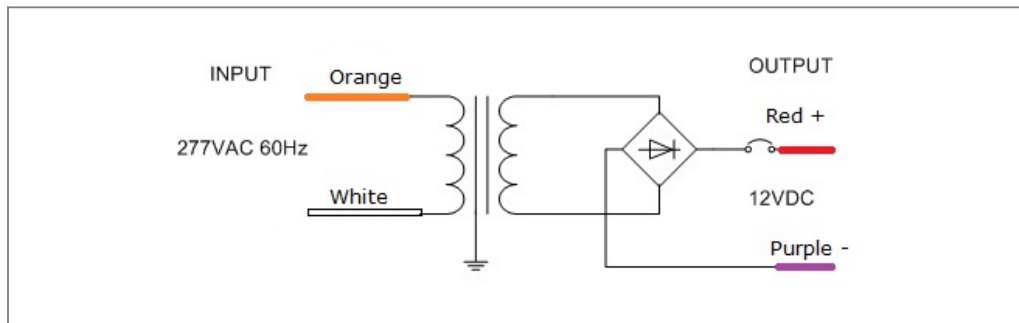 INPUT
Orange
277VAC 60Hz
White
OUTPUT
Red +
12VDC
Purple -